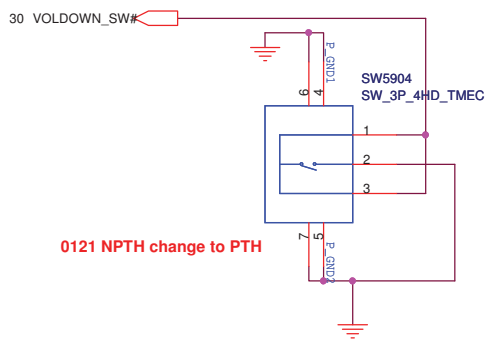 30 VOLDOWN_SW#
P_GND1
6
4
SW5904
SW_3P_4HD_TMEC
1
2
3
7
5
P_GND2
0121 NPTH change to PTH